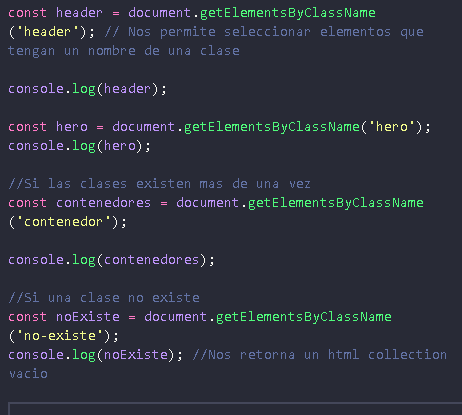 const header = document.getElementsByClassName
('header'); // Nos permite seleccionar elementos que
tengan un nombre de una clase
console.log(header);
const hero = document.getElementsByClassName('hero');
console.log(hero);
//Si las clases existen mas de una vez
const contenedores = document.getElementsByClassName
('contenedor');
console.log(contenedores);
//Si una clase no existe
const noExiste = document.getElementsByClassName
('no-existe');
console.log(noExiste); //Nos retorna un html collection
vacio